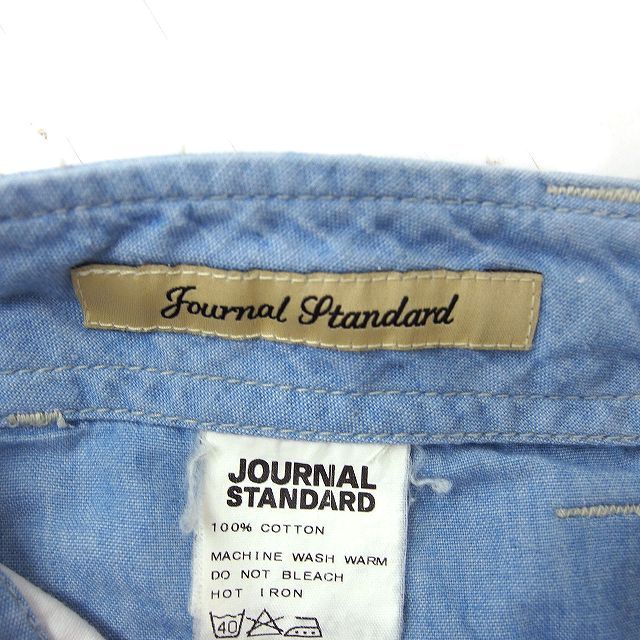 Journal Standard
JOURNAL
STANDARD
100% COTTON
MACHINE WASH WARM
DO NOT BLEACH
HOT IRON
40